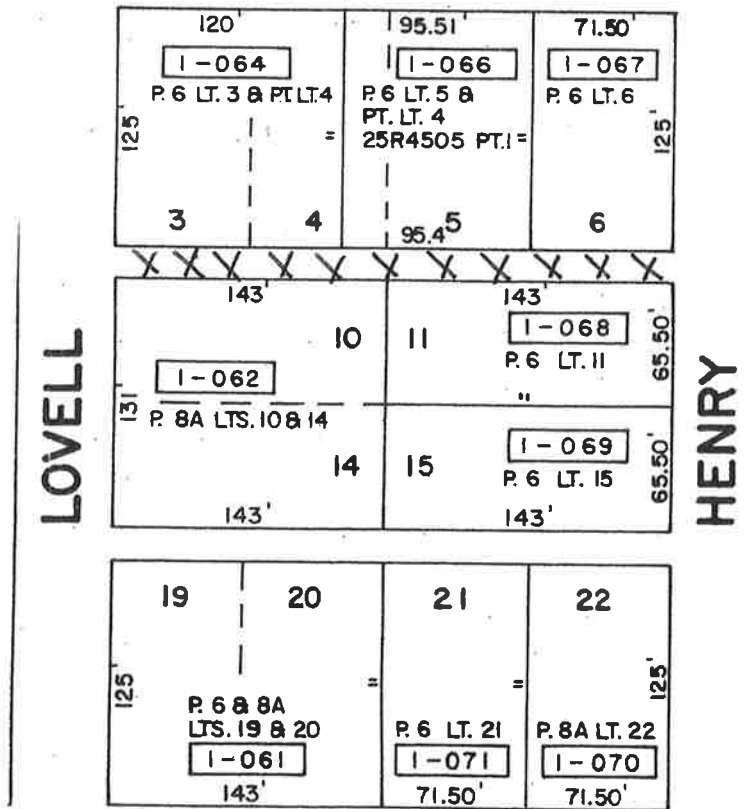 120'
95.51'
71.50'
1-064
1-066
1-067
P. 6 LT. 3 & PT. LT. 4
P. 6 LT. 5 &
PT. LT. 4
25R4505 PT. 1
P. 6 LT. 6
125'
125'
3
4
95.4
5
6
X X X X X X X X X X X
143'
143'
10
11
1-068
P. 6 LT. 11
65.50'
1-062
131'
P. 8A LTS. 10 & 14
14
15
1-069
P. 6 LT. 15
65.50'
143'
143'
LOVELL
HENRY
19
20
21
22
125'
125'
P. 6 & 8A
LTS. 19 & 20
1-061
143'
P. 6 LT. 21
1-071
71.50'
P. 8A LT. 22
1-070
71.50'